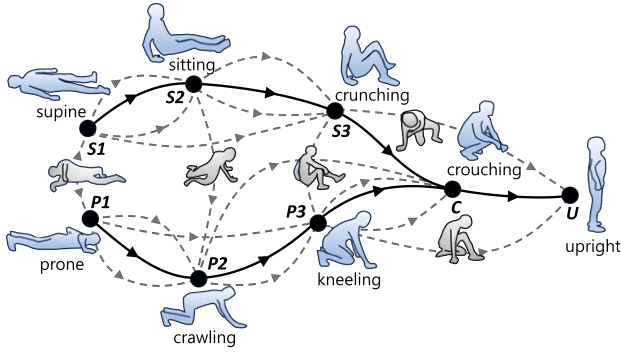 sitting
S2
supine
crunching
S1
S3
crouching
P1
P3
C
U
prone
P2
upright
kneeling
crawling